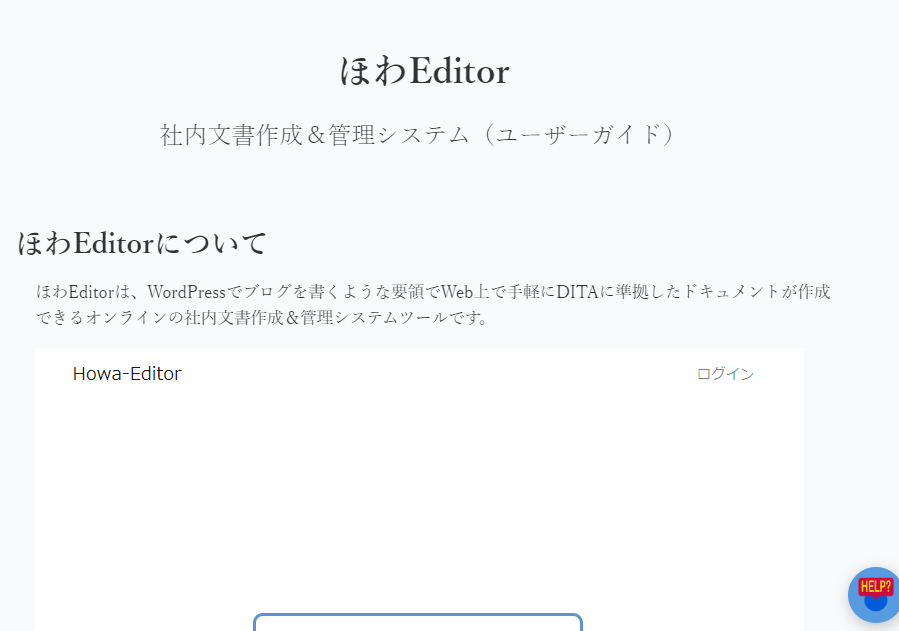 ほわEditor
社内文書作成＆管理システム（ユーザーガイド）
ほわEditorについて
ほわEditorは、WordPressでブログを書くような要領でWeb上で手軽にDITAに準拠したドキュメントが作成
できるオンラインの社内文書作成＆管理システムツールです。
Howa-Editor
ログイン
HELP?